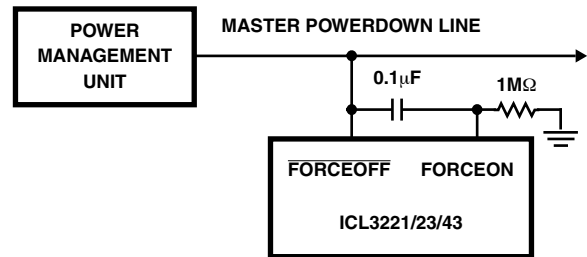 POWER
MANAGEMENT
UNIT
MASTER POWERDOWN LINE
0.1μF
1MΩ
FORCEOFF
FORCEON
ICL3221/23/43